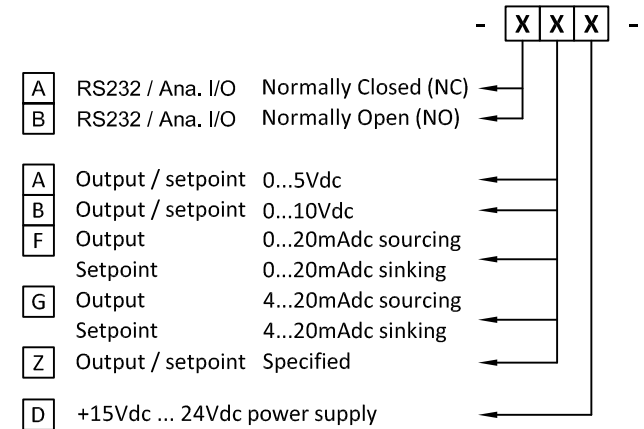 - X X X -
A RS232 / Ana. I/O Normally Closed (NC)
B RS232 / Ana. I/O Normally Open (NO)
A Output / setpoint 0...5Vdc
B Output / setpoint 0...10Vdc
F Output 0...20mAdc sourcing
Setpoint 0...20mAdc sinking
G Output 4...20mAdc sourcing
Setpoint 4...20mAdc sinking
Z Output / setpoint Specified
D +15Vdc ... 24Vdc power supply